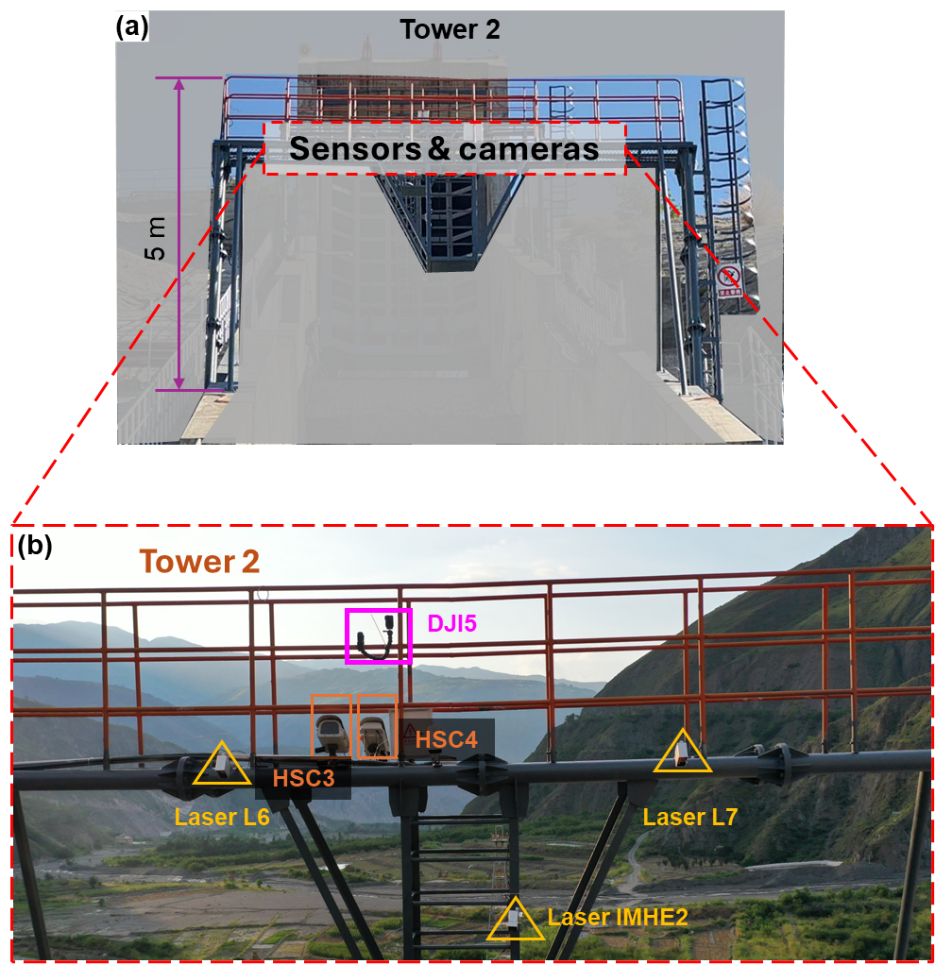 (a)
Tower 2
Sensors & cameras
5 m
(b)
Tower 2
DJI5
HSC4
HSC3
Laser L6
Laser L7
Laser IMHE2